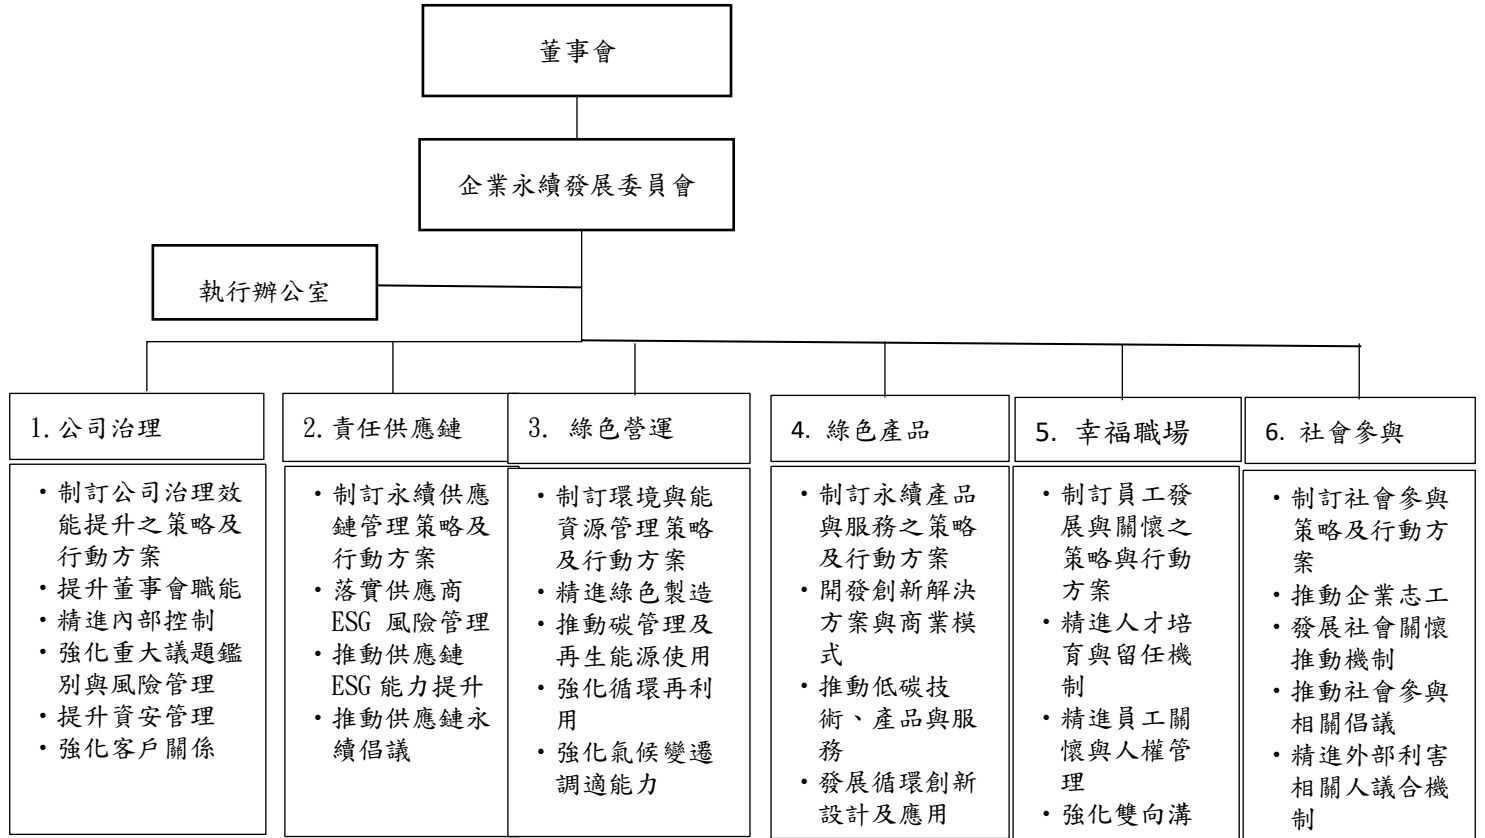 董事會
企業永續發展委員會
執行辦公室
1.公司治理
・制訂公司治理效
能提升之策略及
行動方案
・提升董事會職能
・精進內部控制
・強化重大議題鑑
別與風險管理
・提升資安管理
・強化客戶關係
2.責任供應鏈
・制訂永續供應
鏈管理策略及
行動方案
・落實供應商
ESG 風險管理
・推動供應鏈
ESG 能力提升
・推動供應鏈永
續倡議
3. 綠色營運
・制訂環境與能
資源管理策略
及行動方案
・精進綠色製造
・推動碳管理及
再生能源使用
・強化循環再利
用
・強化氣候變遷
調適能力
4. 綠色產品
・制訂永續產品
與服務之策略
及行動方案
・開發創新解決
方案與商業模
式
・推動低碳技
術、產品與服
務
・發展循環創新
設計及應用
5. 幸福職場
・制訂員工發
展與關懷之
策略與行動
方案
・精進人才培
育與留任機
制
・精進員工關
懷與人權管
理
・強化雙向溝
6. 社會參與
・制訂社會參與
策略及行動方
案
・推動企業志工
・發展社會關懷
推動機制
・推動社會參與
相關倡議
・精進外部利害
相關人議合機
制